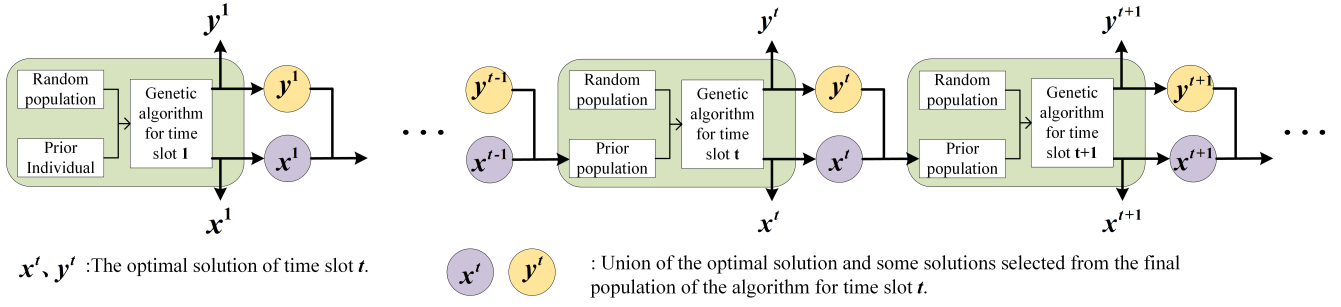 y¹ yᵗ yᵗ⁺¹
Random population
Genetic algorithm for time slot 1
y¹
Prior Individual
x¹
x¹
...
yᵗ⁻¹
xᵗ⁻¹
Random population
Genetic algorithm for time slot t
yᵗ
Prior population
xᵗ
xᵗ
Random population
Genetic algorithm for time slot t+1
yᵗ⁺¹
Prior population
xᵗ⁺¹
xᵗ⁺¹
...
xᵗ、yᵗ :The optimal solution of time slot t.
xᵗ yᵗ : Union of the optimal solution and some solutions selected from the final
population of the algorithm for time slot t.